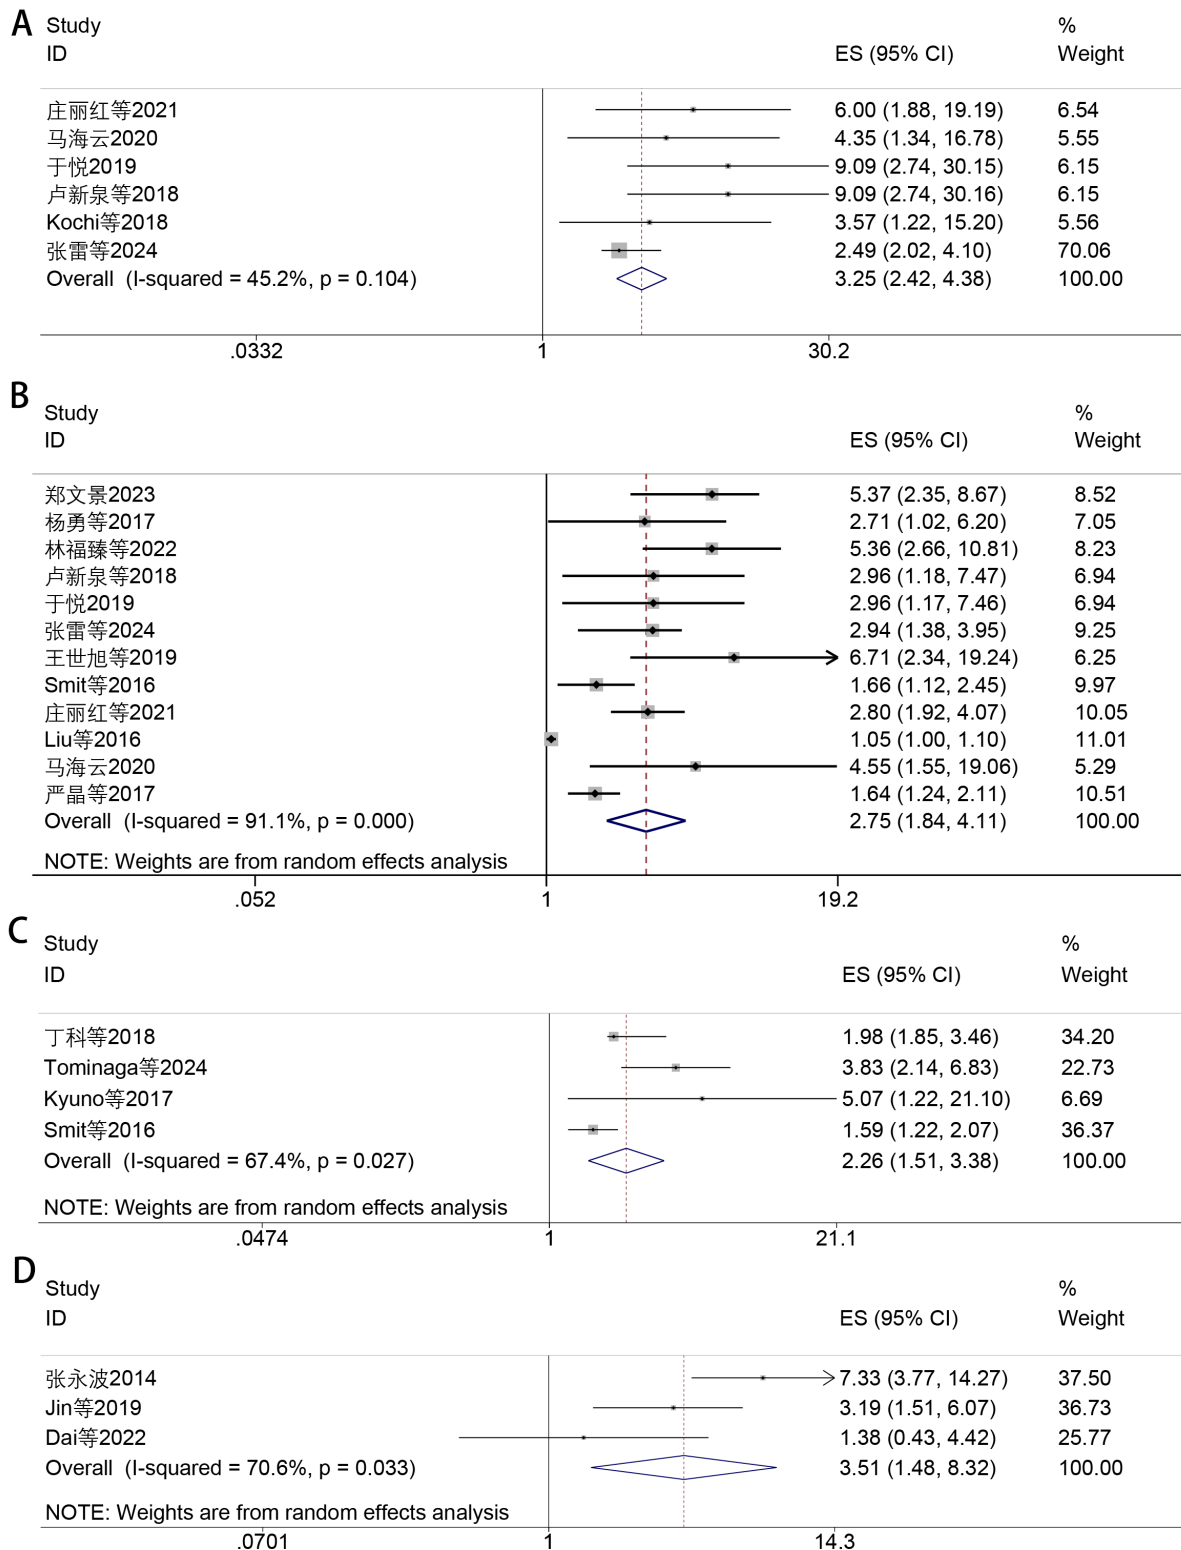 A
Study %
ID ES (95% CI) Weight
庄丽红等2021 6.00 (1.88, 19.19) 6.54
马海云2020 4.35 (1.34, 16.78) 5.55
于悦2019 9.09 (2.74, 30.15) 6.15
卢新泉等2018 9.09 (2.74, 30.16) 6.15
Kochi等2018 3.57 (1.22, 15.20) 5.56
张雷等2024 2.49 (2.02, 4.10) 70.06
Overall (I-squared = 45.2%, p = 0.104) 3.25 (2.42, 4.38) 100.00
.0332 1 30.2
B
Study %
ID ES (95% CI) Weight
郑文景2023 5.37 (2.35, 8.67) 8.52
杨勇等2017 2.71 (1.02, 6.20) 7.05
林福臻等2022 5.36 (2.66, 10.81) 8.23
卢新泉等2018 2.96 (1.18, 7.47) 6.94
于悦2019 2.96 (1.17, 7.46) 6.94
张雷等2024 2.94 (1.38, 3.95) 9.25
王世旭等2019 6.71 (2.34, 19.24) 6.25
Smit等2016 1.66 (1.12, 2.45) 9.97
庄丽红等2021 2.80 (1.92, 4.07) 10.05
Liu等2016 1.05 (1.00, 1.10) 11.01
马海云2020 4.55 (1.55, 19.06) 5.29
严晶等2017 1.64 (1.24, 2.11) 10.51
Overall (I-squared = 91.1%, p = 0.000) 2.75 (1.84, 4.11) 100.00
NOTE: Weights are from random effects analysis
.052 1 19.2
C
Study %
ID ES (95% CI) Weight
丁科等2018 1.98 (1.85, 3.46) 34.20
Tominaga等2024 3.83 (2.14, 6.83) 22.73
Kyuno等2017 5.07 (1.22, 21.10) 6.69
Smit等2016 1.59 (1.22, 2.07) 36.37
Overall (I-squared = 67.4%, p = 0.027) 2.26 (1.51, 3.38) 100.00
NOTE: Weights are from random effects analysis
.0474 1 21.1
D
Study %
ID ES (95% CI) Weight
张永波2014 7.33 (3.77, 14.27) 37.50
Jin等2019 3.19 (1.51, 6.07) 36.73
Dai等2022 1.38 (0.43, 4.42) 25.77
Overall (I-squared = 70.6%, p = 0.033) 3.51 (1.48, 8.32) 100.00
NOTE: Weights are from random effects analysis
.0701 1 14.3